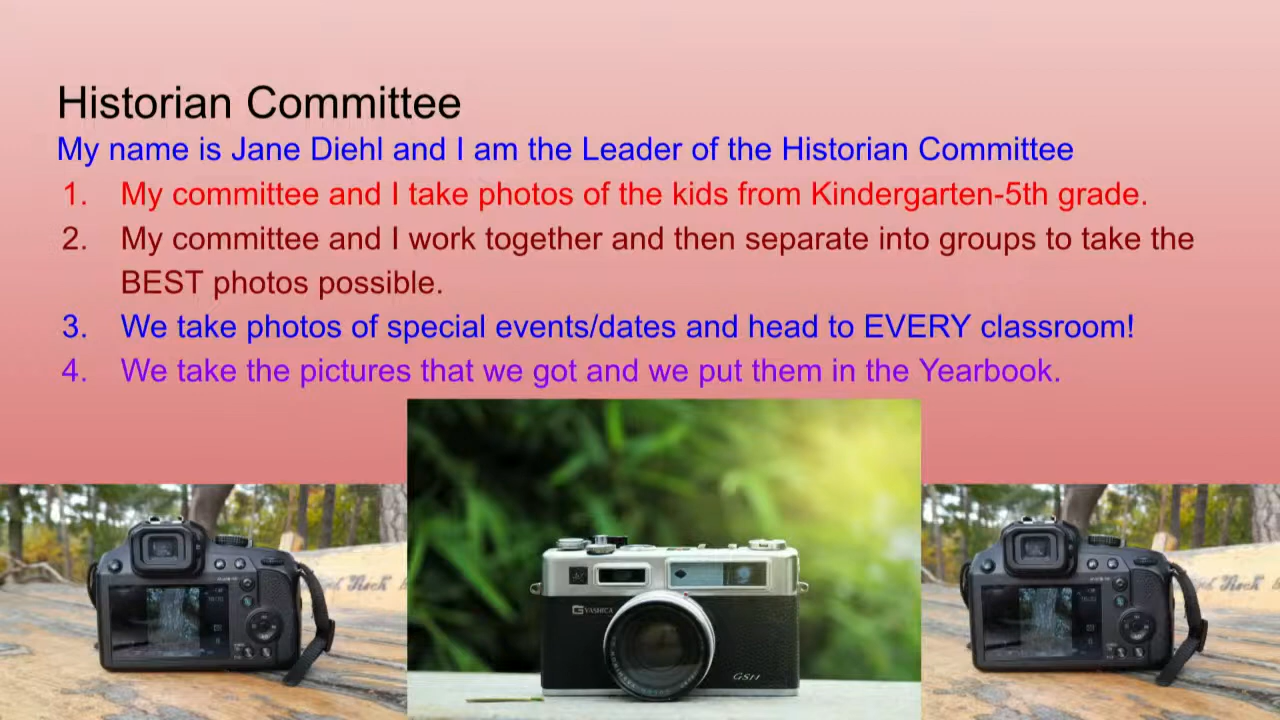 Historian Committee
My name is Jane Diehl and I am the Leader of the Historian Committee
1. My committee and I take photos of the kids from Kindergarten-5th grade.
2. My committee and I work together and then separate into groups to take the
BEST photos possible.
3. We take photos of special events/dates and head to EVERY classroom!
4. We take the pictures that we got and we put them in the Yearbook.
YASHICA